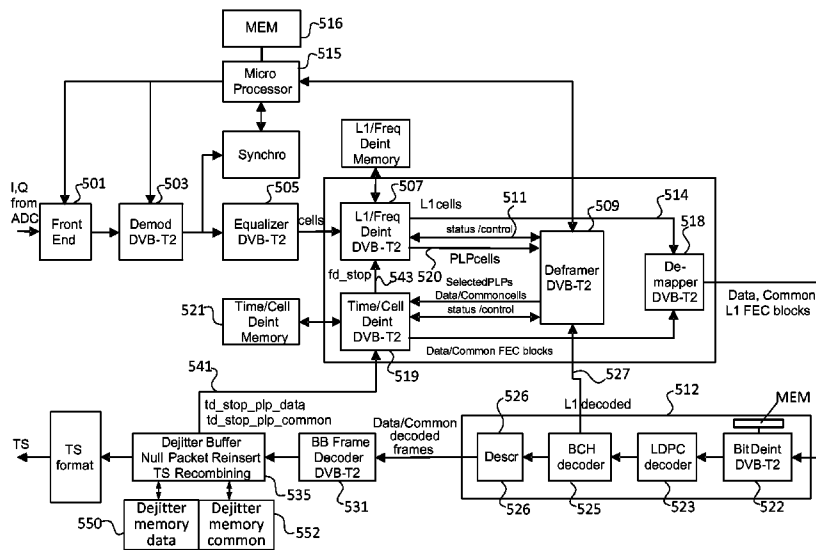 MEM
516
515
Micro
Processor
Synchro
L1/Freq
Deint
Memory
I,Q
from
ADC
501
503
505
507
511
509
514
518
Front
End
Demod
DVB-T2
Equalizer
DVB-T2
cells
L1/Freq
Deint
DVB-T2
L1cells
status /control
PLPcells
520
fd_stop
543
Deframer
DVB-T2
De-
mapper
DVB-T2
SelectedPLPs
Data/Commoncells
status /control
Data, Common
L1 FEC blocks
521
Time/Cell
Deint
Memory
Time/Cell
Deint
DVB-T2
519
Data/Common FEC blocks
541
527
td_stop_plp_data
td_stop_plp_common
526
L1 decoded
512
MEM
TS
TS
format
Dejitter Buffer
Null Packet Reinsert
TS Recombining
535
BB Frame
Decoder
DVB-T2
531
Data/Common
decoded
frames
Descr
526
BCH
decoder
525
LDPC
decoder
523
BitDeint
DVB-T2
522
550
Dejitter
memory
data
Dejitter
memory
common
552